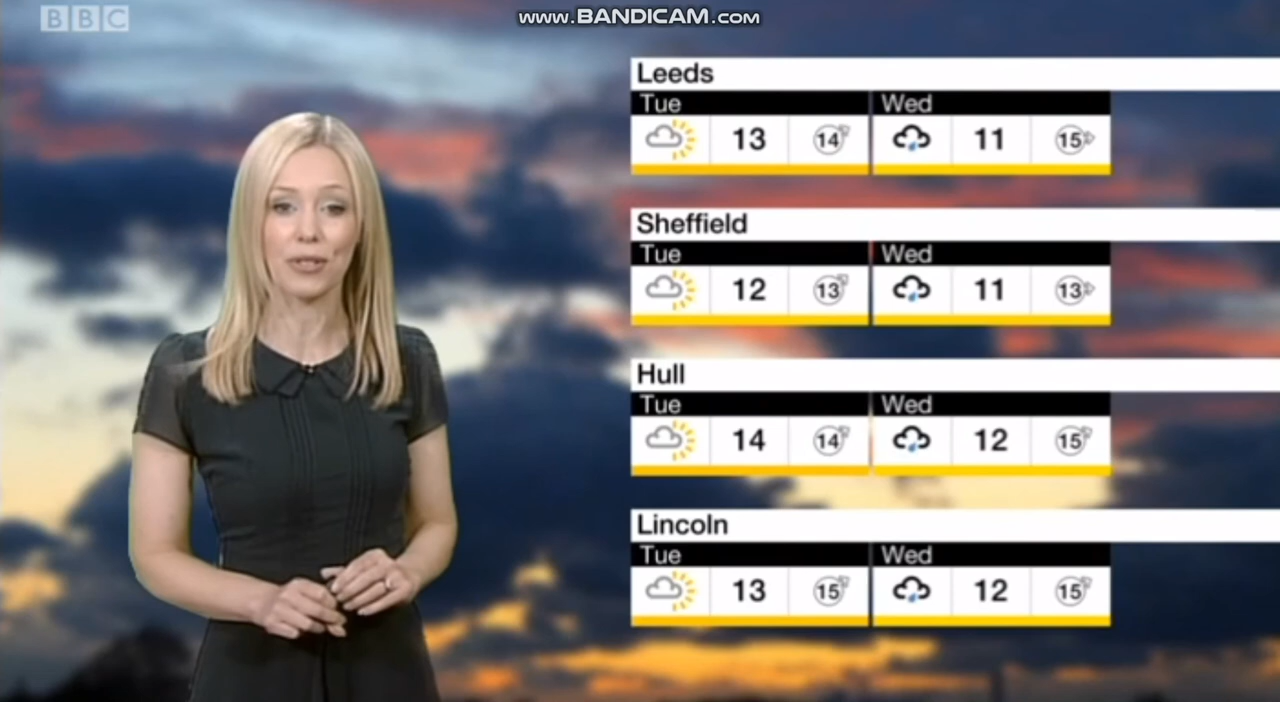 BBC
www.BANDICAM.com
Leeds
Tue Wed
13 14 11 15
Sheffield
Tue Wed
12 13 11 13
Hull
Tue Wed
14 14 12 15
Lincoln
Tue Wed
13 15 12 15